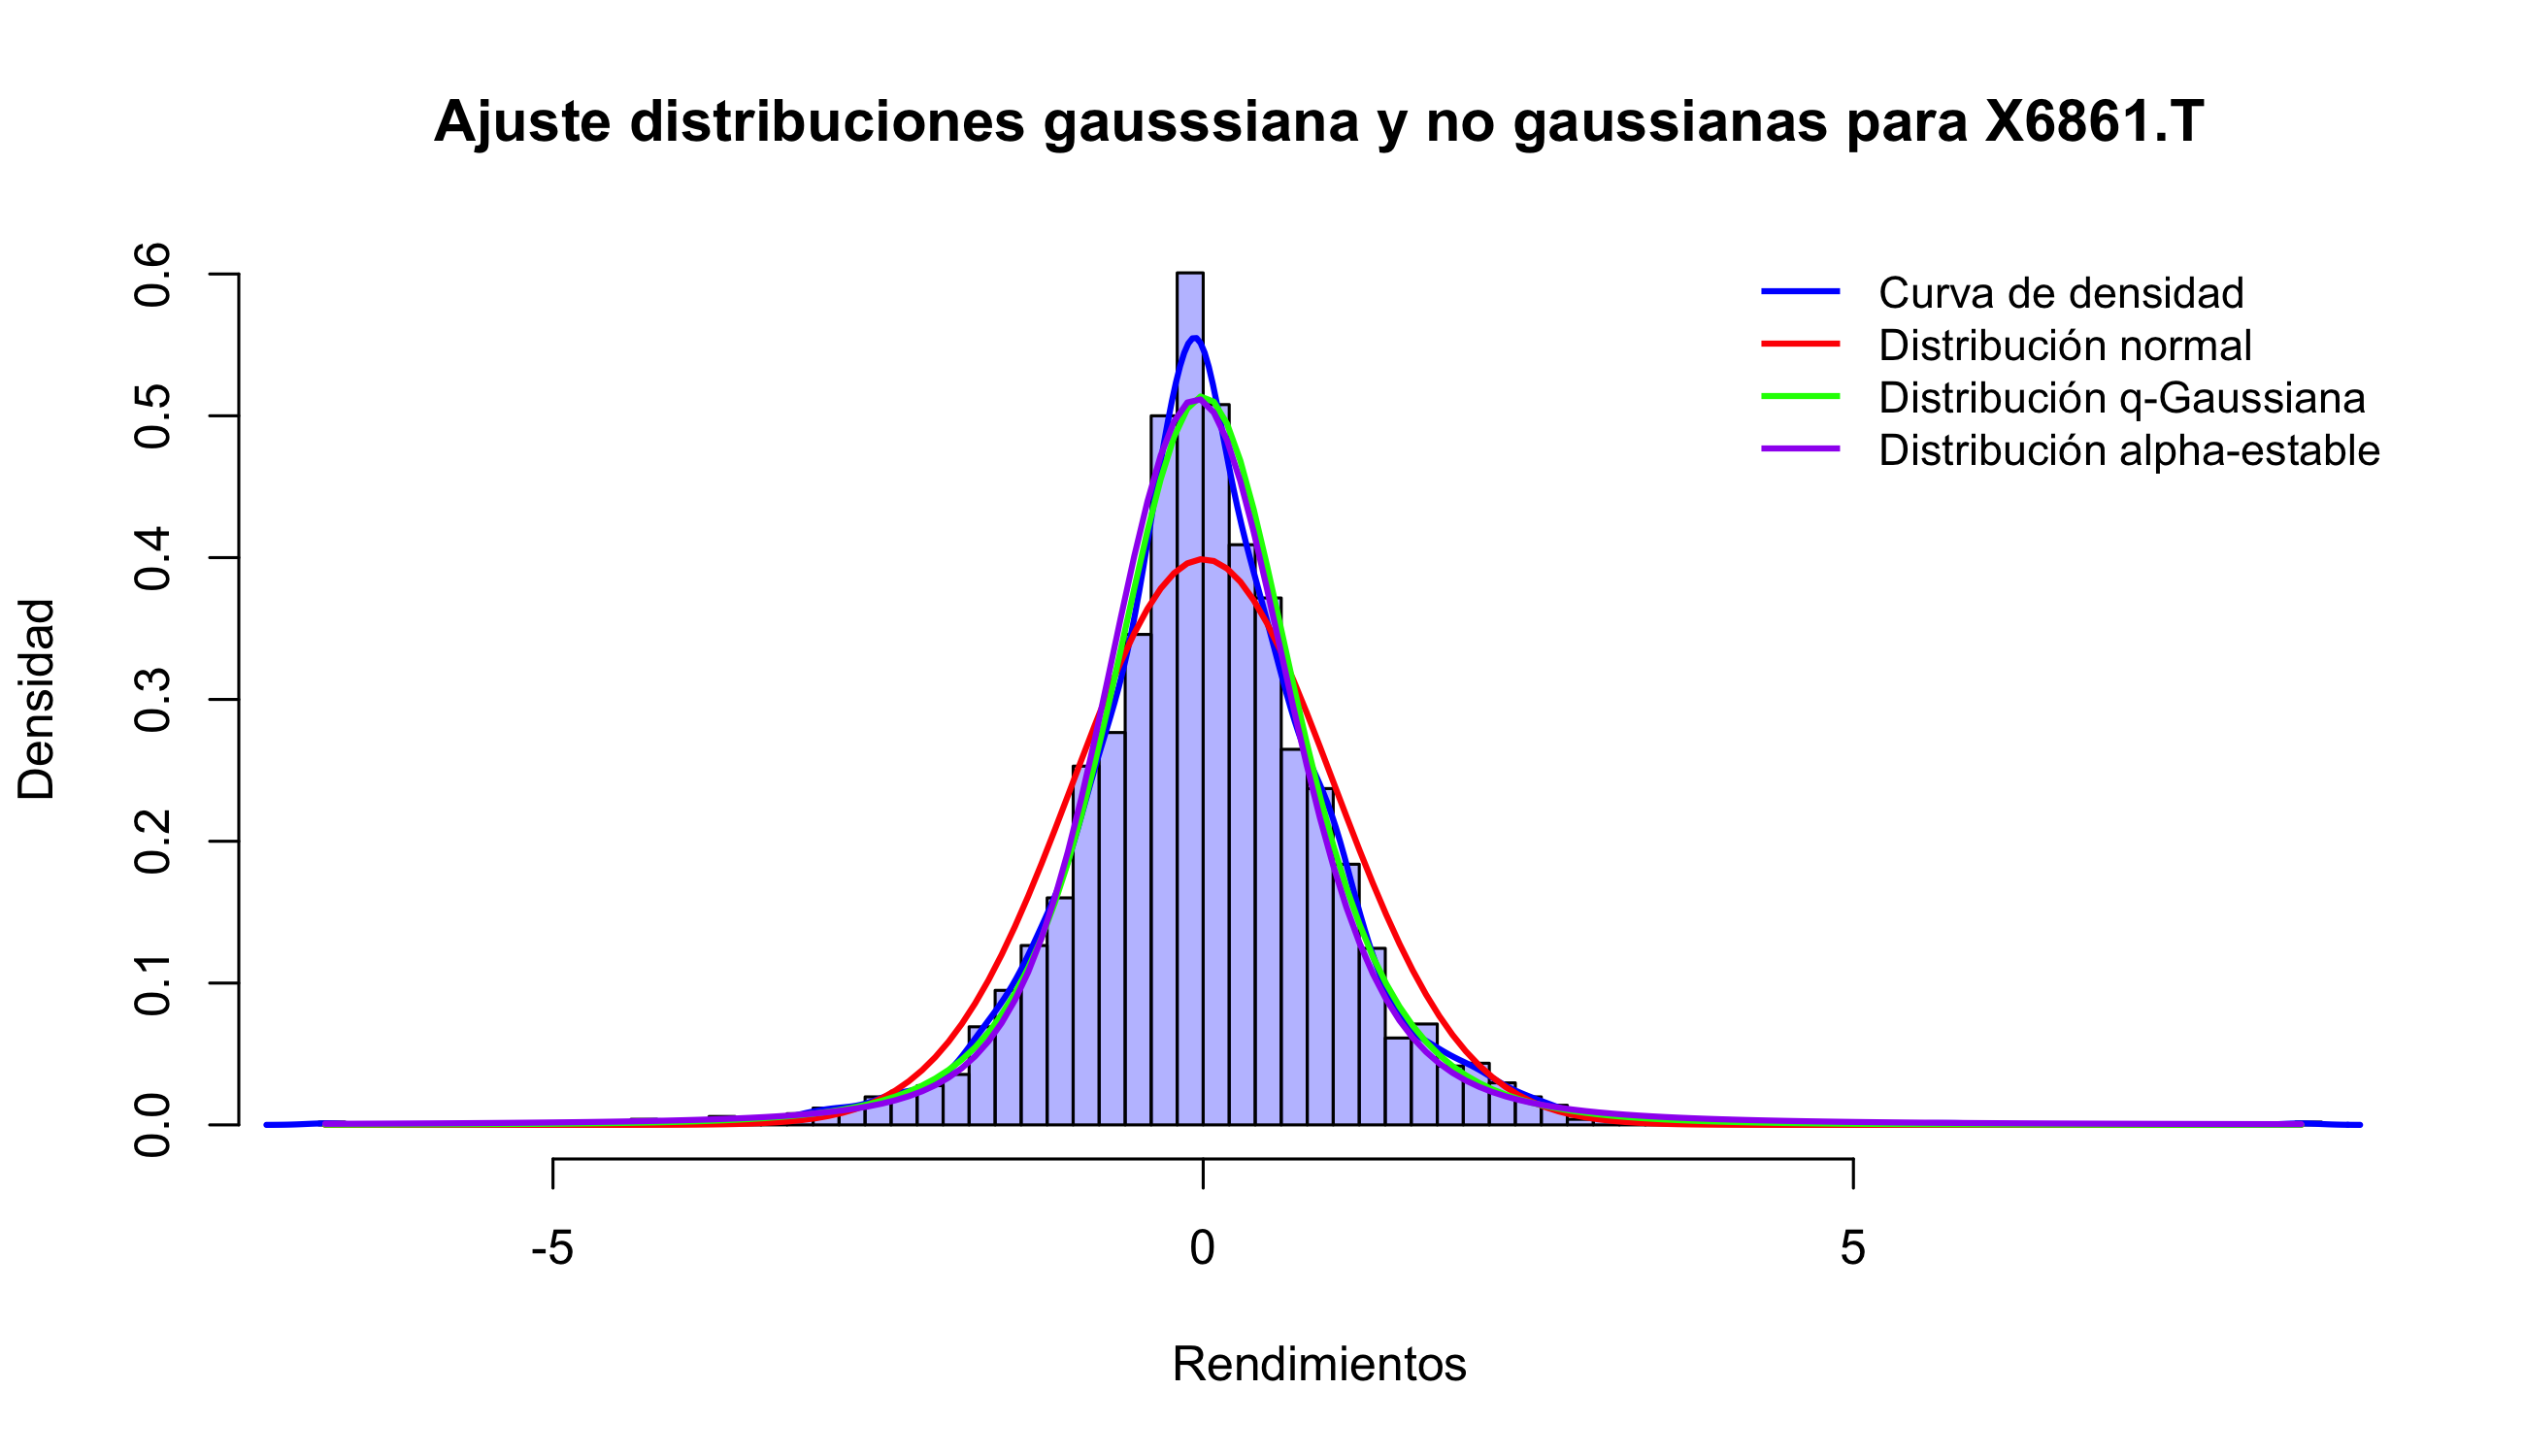 Ajuste distribuciones gausssiana y no gaussianas para X6861.T
Curva de densidad
Distribución normal
Distribución q-Gaussiana
Distribución alpha-estable
Densidad
0.6
0.5
0.4
0.3
0.2
0.1
0.0
-5 0 5
Rendimientos